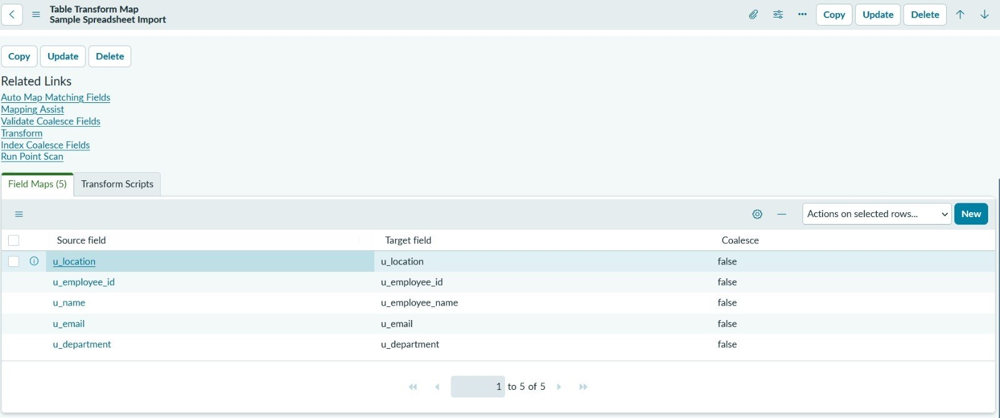 Table Transform Map
Sample Spreadsheet Import
Copy Update Delete
Copy Update Delete
Related Links
Auto Map Matching Fields
Mapping Assist
Validate Coalesce Fields
Transform
Index Coalesce Fields
Run Point Scan
Field Maps (5) Transform Scripts
Actions on selected rows... New
Source field Target field Coalesce
u_location u_location false
u_employee_id u_employee_id false
u_name u_employee_name false
u_email u_email false
u_department u_department false
1 to 5 of 5